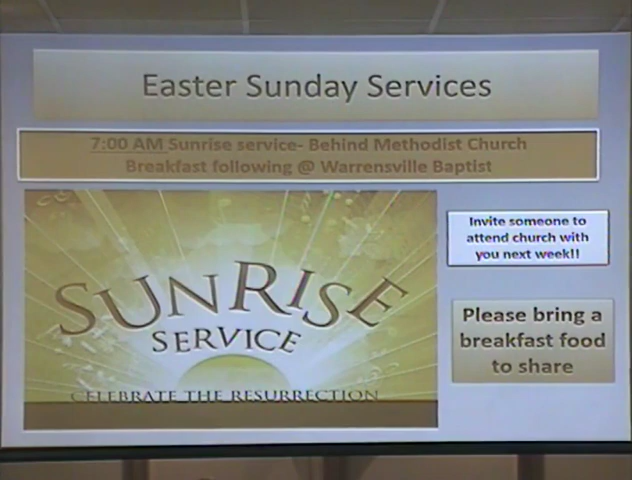 Easter Sunday Services
7:00 AM Sunrise service- Behind Methodist Church
Breakfast following @ Warrensville Baptist
SUNRISE
SERVICE
CELEBRATE THE RESURRECTION
Invite someone to
attend church with
you next week!!
Please bring a
breakfast food
to share